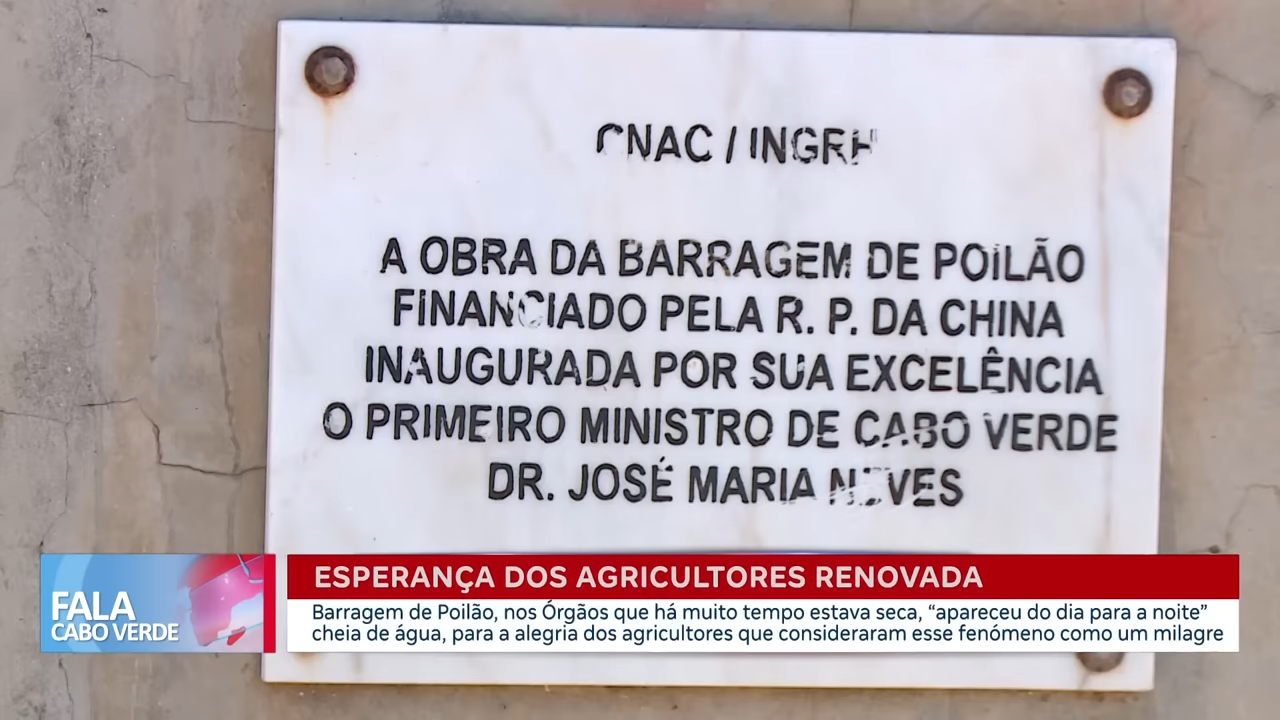 CNAC / INGRH
A OBRA DA BARRAGEM DE POILÃO
FINANCIADO PELA R. P. DA CHINA
INAUGURADA POR SUA EXCELÊNCIA
O PRIMEIRO MINISTRO DE CABO VERDE
DR. JOSÉ MARIA NEVES
FALA
CABO VERDE
ESPERANÇA DOS AGRICULTORES RENOVADA
Barragem de Poilão, nos Órgãos que há muito tempo estava seca, “apareceu do dia para a noite”
cheia de água, para a alegria dos agricultores que consideraram esse fenómeno como um milagre